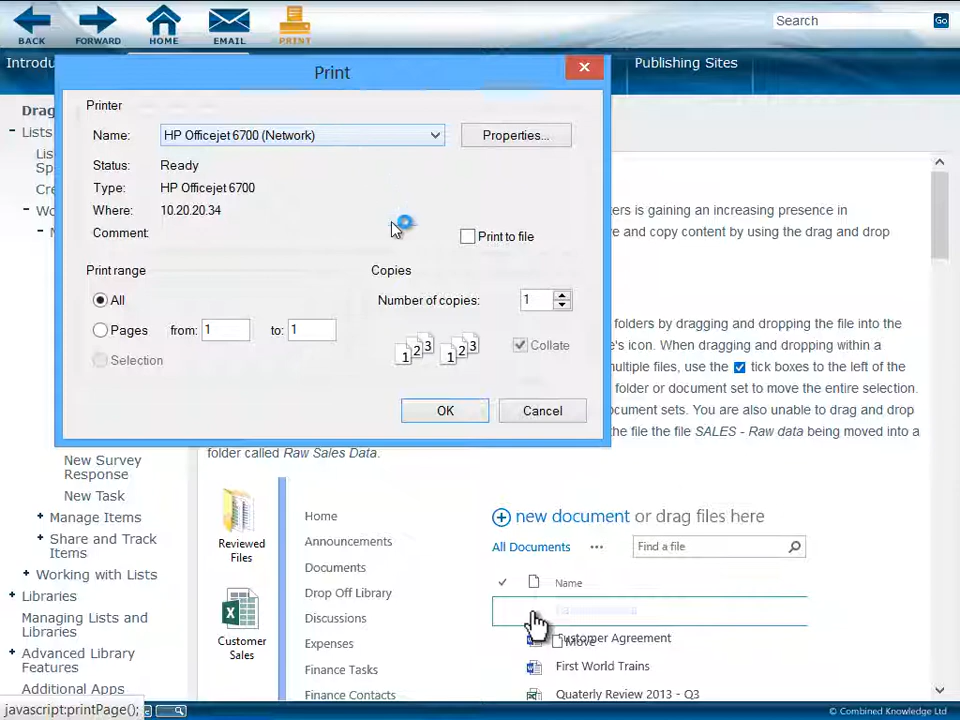 BACK
FORWARD
HOME
EMAIL
PRINT
Search
Go
Introdu
Publishing Sites
Print
Printer
Name:
HP Officejet 6700 (Network)
Properties...
Status:
Ready
Type:
HP Officejet 6700
Where:
10.20.20.34
Comment:
Print to file
Print range
All
Pages
from:
1
to:
1
Selection
Copies
Number of copies:
1
1 2 3
1 2 3
Collate
OK
Cancel
Drag
Lists
Lis
Sp
Cre
Wo
New Survey
Response
New Task
Manage Items
Share and Track
Items
Working with Lists
Libraries
Managing Lists and
Libraries
Advanced Library
Features
Additional Apps
javascript:printPage();
ers is gaining an increasing presence in
e and copy content by using the drag and drop
folders by dragging and dropping the file into the
's icon. When dragging and dropping within a
multiple files, use the tick boxes to the left of the
folder or document set to move the entire selection.
cument sets. You are also unable to drag and drop
the file the file SALES - Raw data being moved into a
folder called Raw Sales Data.
Reviewed
Files
Customer
Sales
Home
Announcements
Documents
Drop Off Library
Discussions
Expenses
Finance Tasks
Finance Contacts
new document or drag files here
All Documents
...
Find a file
Name
Customer Agreement
Move
First World Trains
Quaterly Review 2013 - Q3
© Combined Knowledge Ltd